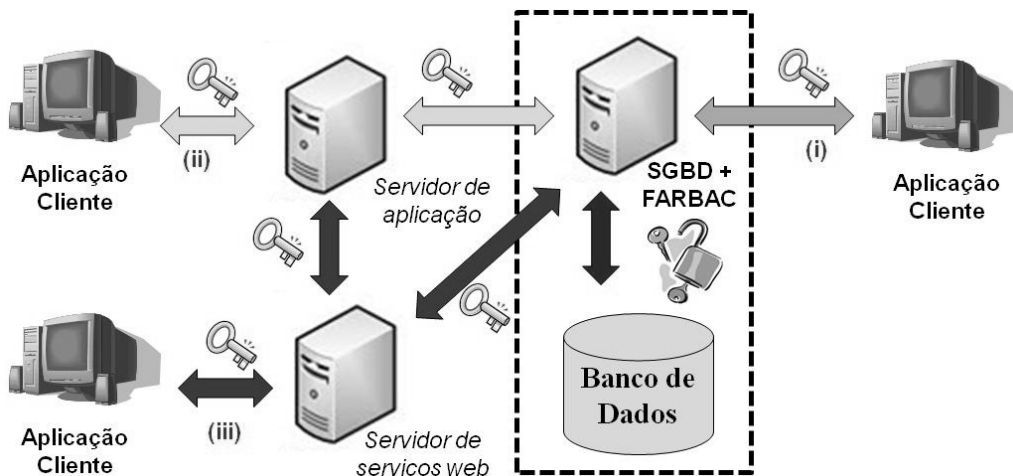 (ii)
(i)
Aplicação
Cliente
Servidor de
aplicação
SGBD +
FARBAC
Aplicação
Cliente
Banco de
Dados
(iii)
Aplicação
Cliente
Servidor de
serviços web